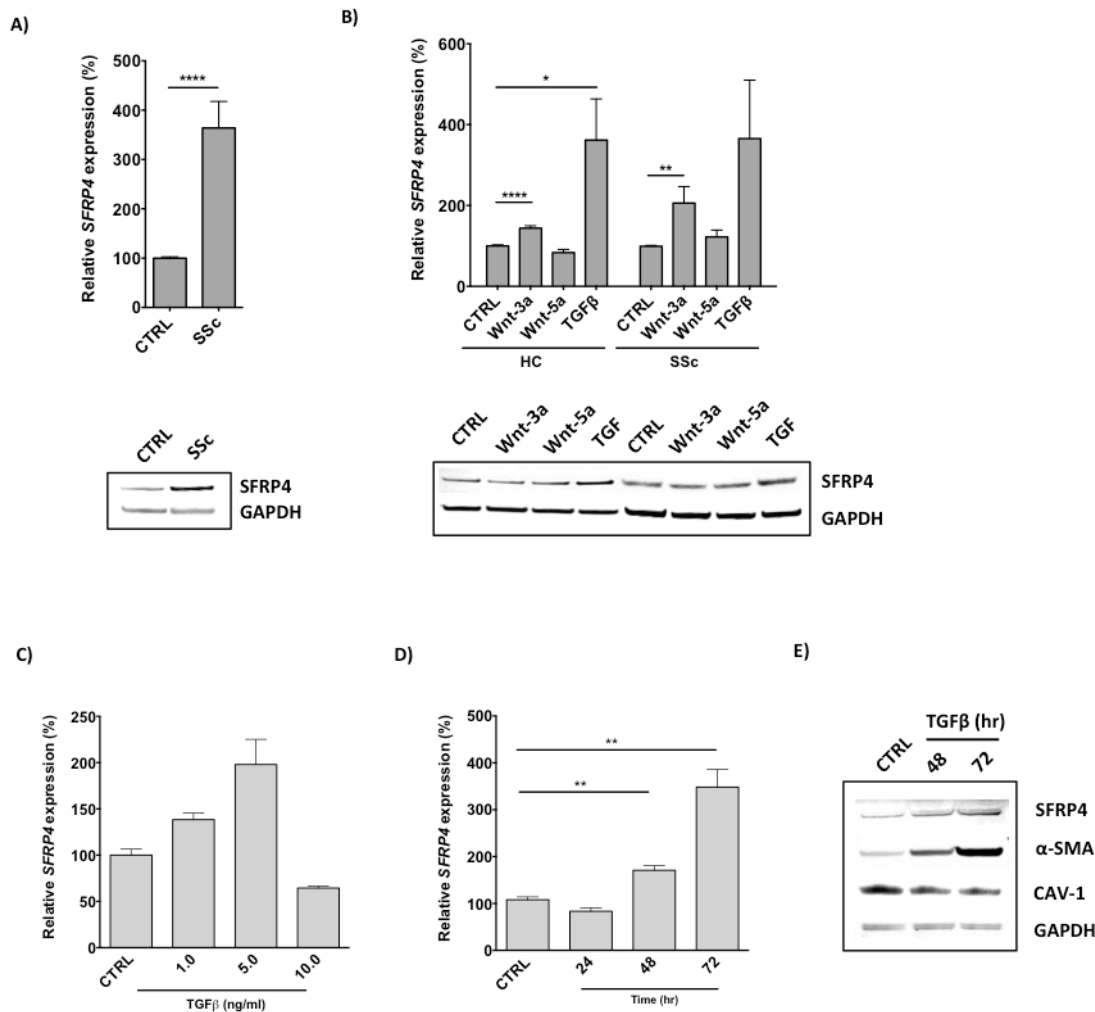 A)
Relative SFRP4 expression (%)
500
400
300
200
100
0
****
CTRL
SSc
CTRL
SSc
SFRP4
GAPDH
B)
Relative SFRP4 expression (%)
600
400
200
0
*
****
**
CTRL
Wnt-3a
Wnt-5a
TGFβ
CTRL
Wnt-3a
Wnt-5a
TGFβ
HC
SSc
CTRL
Wnt-3a
Wnt-5a
TGF
CTRL
Wnt-3a
Wnt-5a
TGF
SFRP4
GAPDH
C)
Relative SFRP4 expression (%)
250
200
150
100
50
0
CTRL
1.0
5.0
10.0
TGFβ (ng/ml)
D)
Relative SFRP4 expression (%)
500
400
300
200
100
0
**
**
CTRL
24
48
72
Time (hr)
E)
TGFβ (hr)
CTRL
48
72
SFRP4
α-SMA
CAV-1
GAPDH